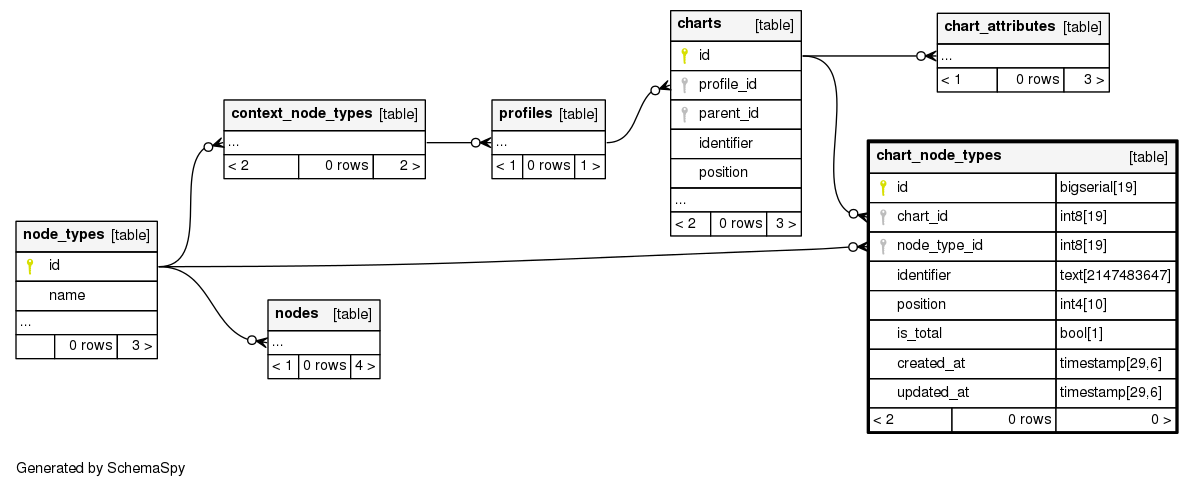 charts [table]
id
profile_id
parent_id
identifier
position
...
< 2 0 rows 3 >
chart_attributes [table]
...
< 1 0 rows 3 >
context_node_types [table]
...
< 2 0 rows 2 >
profiles [table]
...
< 1 0 rows 1 >
chart_node_types [table]
id bigserial[19]
chart_id int8[19]
node_type_id int8[19]
identifier text[2147483647]
position int4[10]
is_total bool[1]
created_at timestamp[29,6]
updated_at timestamp[29,6]
< 2 0 rows 0 >
node_types [table]
id
name
...
0 rows 3 >
nodes [table]
...
< 1 0 rows 4 >
Generated by SchemaSpy